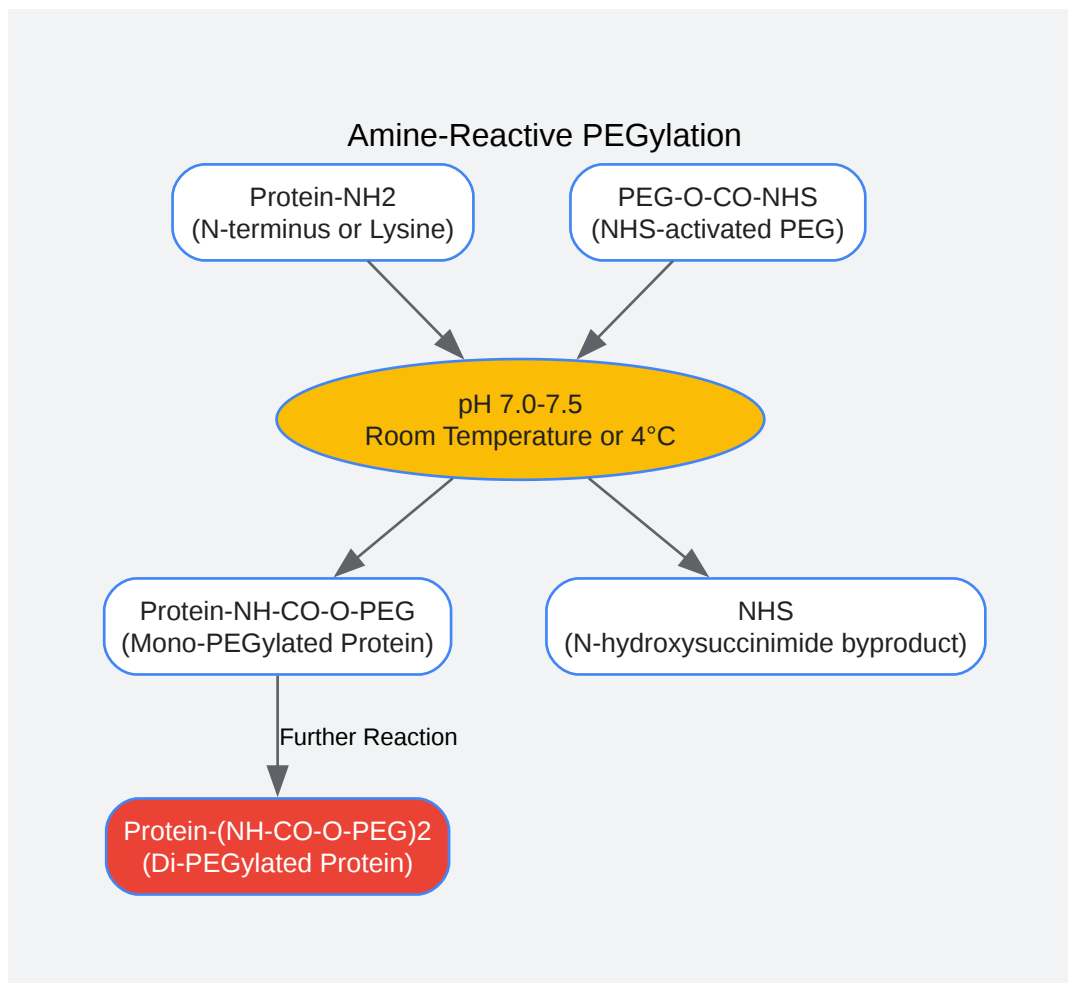 Amine-Reactive PEGylation
Protein-NH2
(N-terminus or Lysine)
PEG-O-CO-NHS
(NHS-activated PEG)
pH 7.0-7.5
Room Temperature or 4°C
Protein-NH-CO-O-PEG
(Mono-PEGylated Protein)
NHS
(N-hydroxysuccinimide byproduct)
Further Reaction
Protein-(NH-CO-O-PEG)2
(Di-PEGylated Protein)